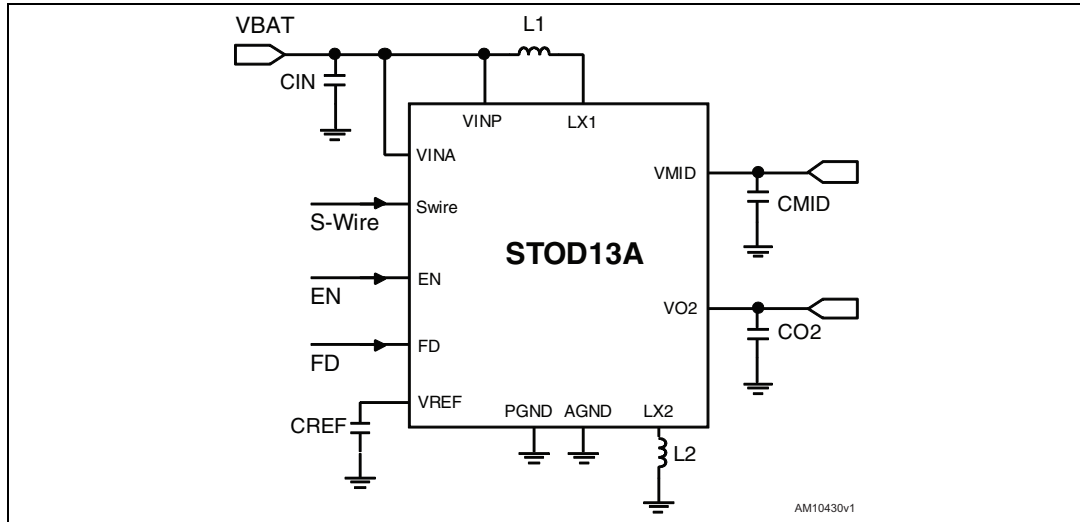 L1
VBAT
CIN
VINP
LX1
VINA
VMID
CMID
Swire
S-Wire
STOD13A
EN
EN
VO2
CO2
FD
FD
VREF
CREF
PGND
AGND
LX2
L2
AM10430v1